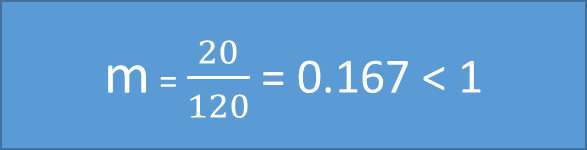 m = 20/120 = 0.167 < 1